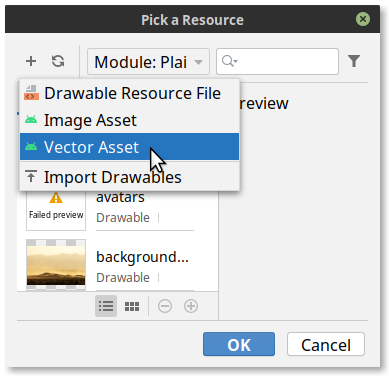 Pick a Resource
Module: Plai
Drawable Resource File
Image Asset
Vector Asset
Import Drawables
review
avatars
Failed preview
Drawable
background...
Drawable
OK
Cancel